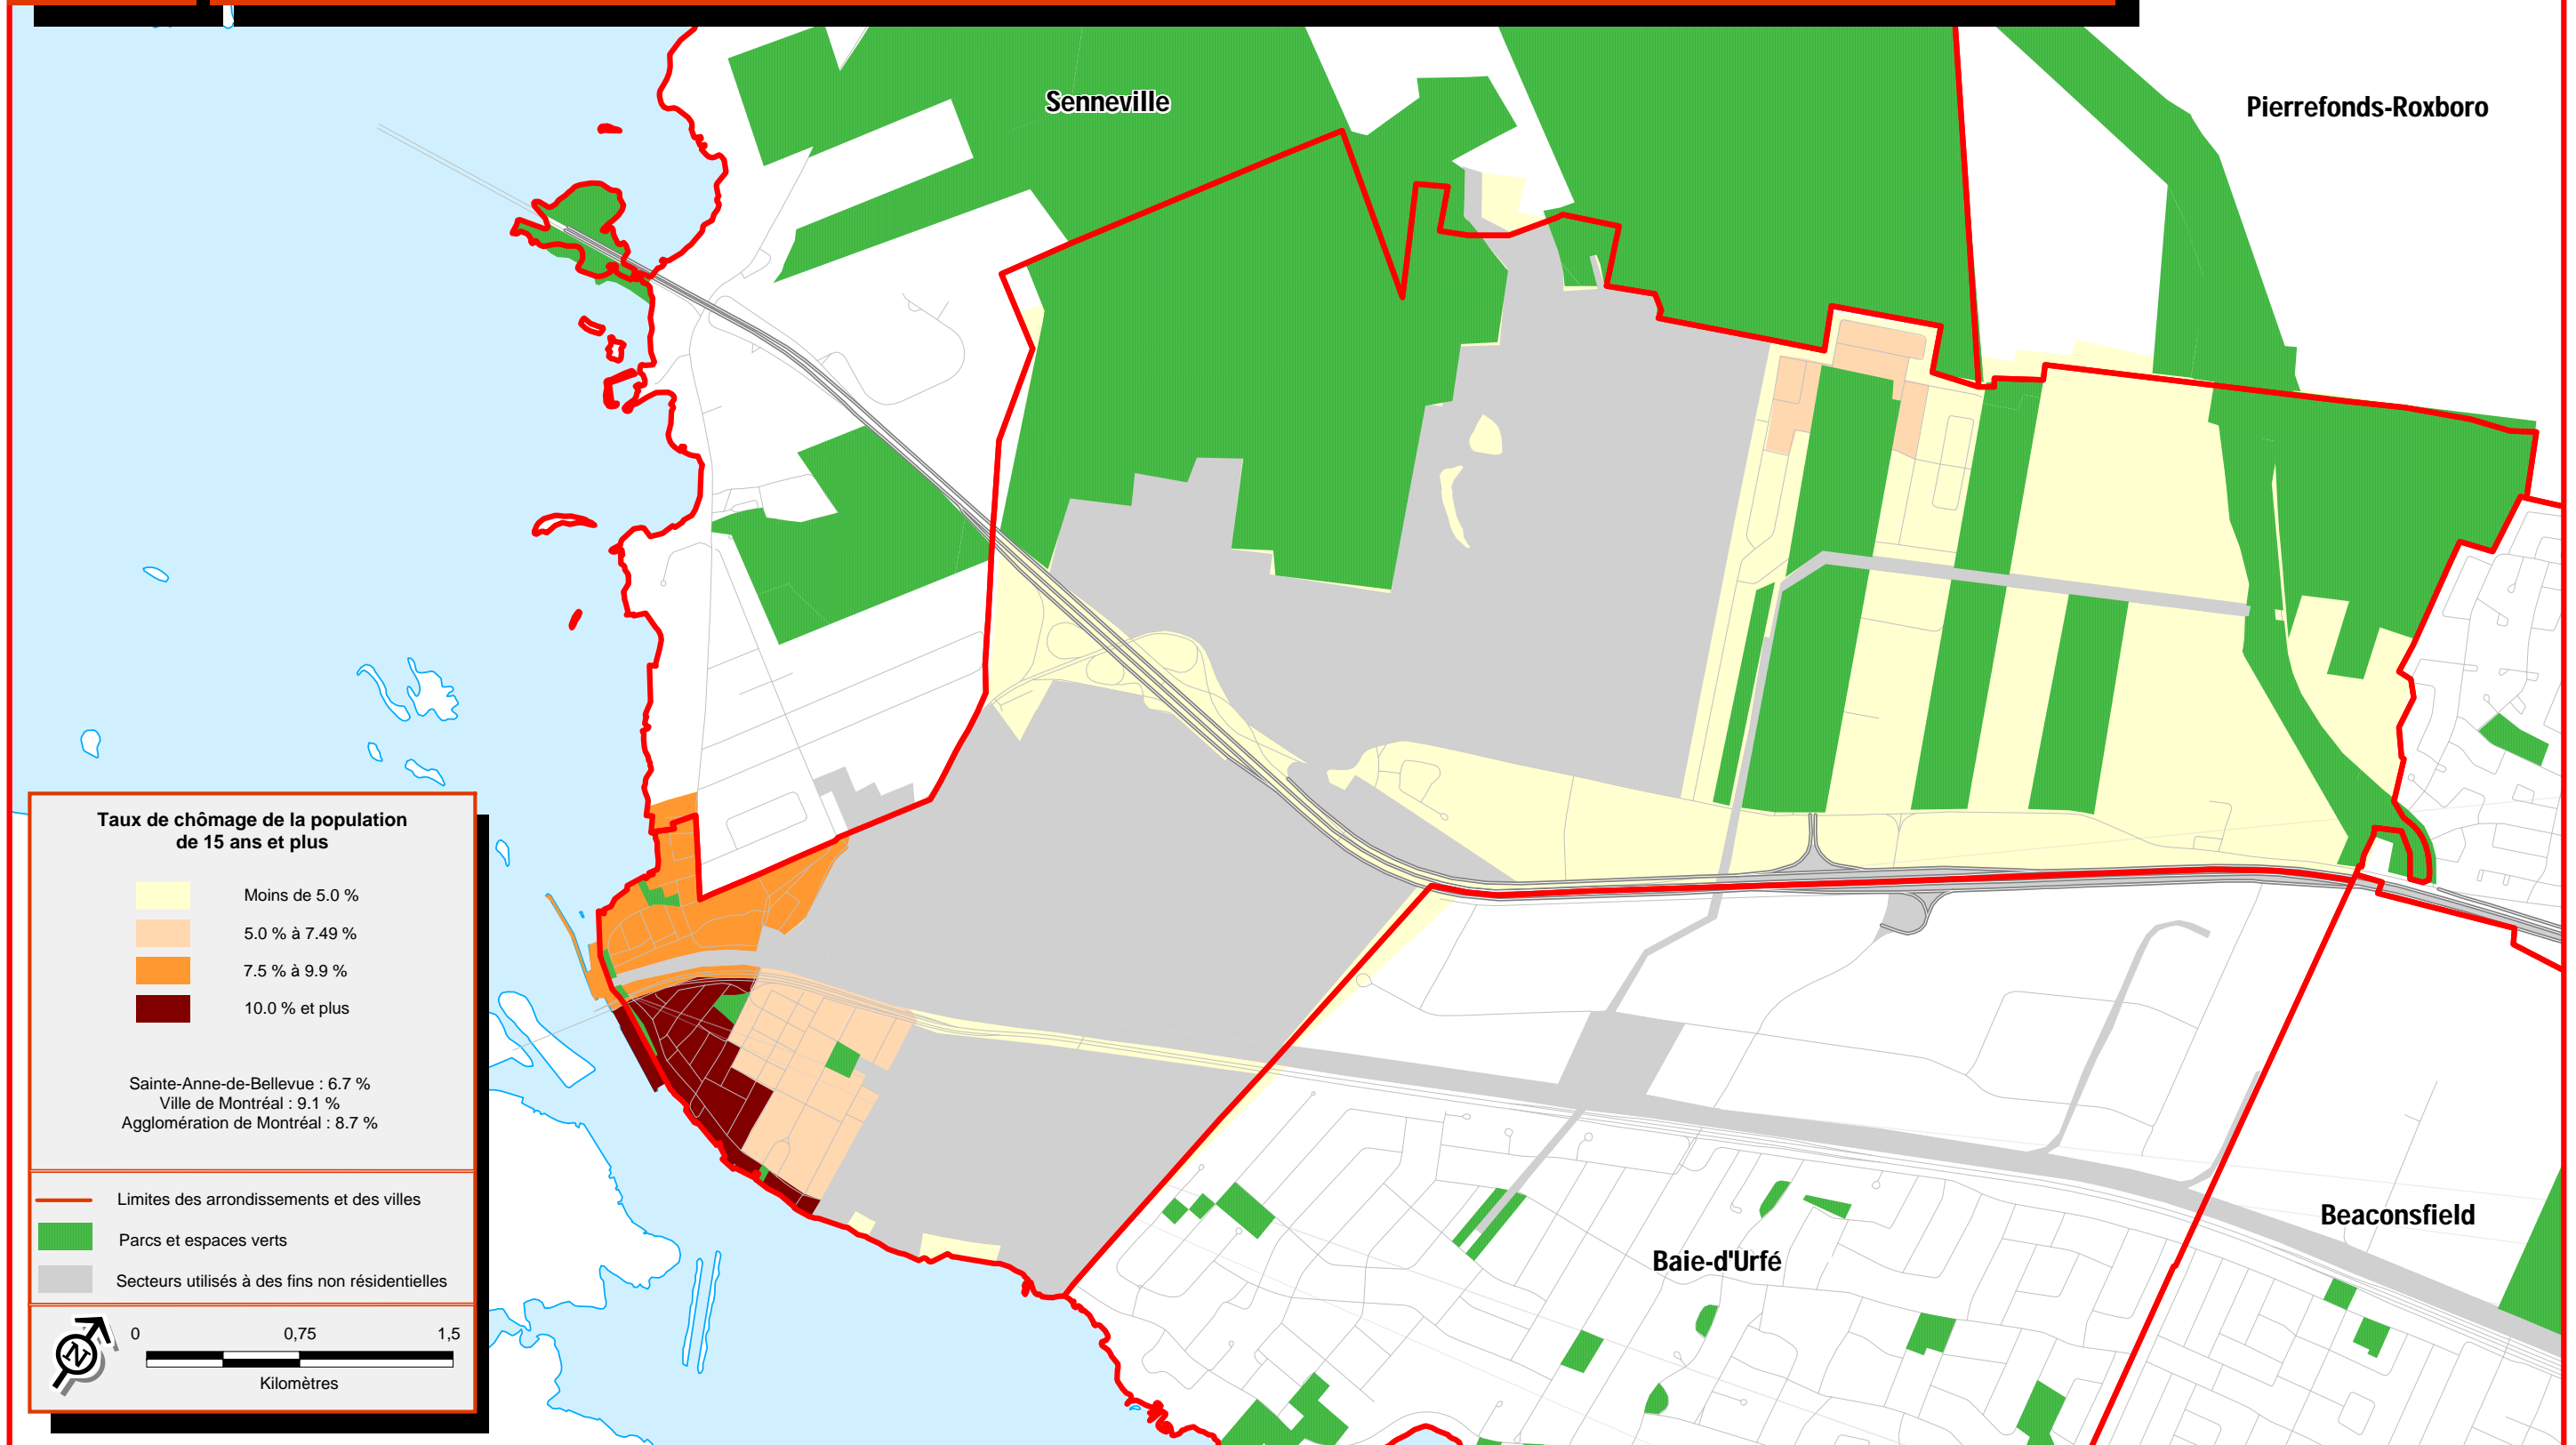 Senneville
Pierrefonds-Roxboro
Taux de chômage de la population
de 15 ans et plus
Moins de 5.0 %
5.0 % à 7.49 %
7.5 % à 9.9 %
10.0 % et plus
Sainte-Anne-de-Bellevue : 6.7 %
Ville de Montréal : 9.1 %
Agglomération de Montréal : 8.7 %
Limites des arrondissements et des villes
Parcs et espaces verts
Secteurs utilisés à des fins non résidentielles
N
0 0,75 1,5
Kilomètres
Beaconsfield
Baie-d'Urfé